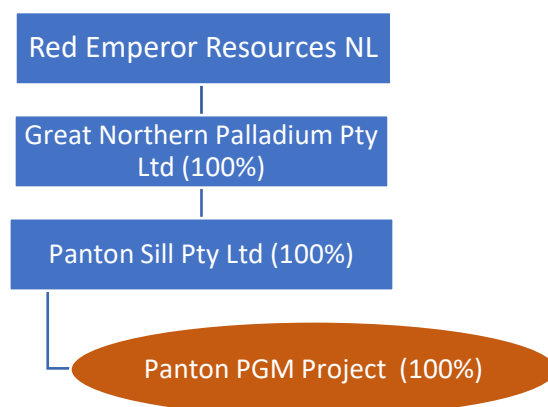 Red Emperor Resources NL
Great Northern Palladium Pty
Ltd (100%)
Panton Sill Pty Ltd (100%)
Panton PGM Project (100%)